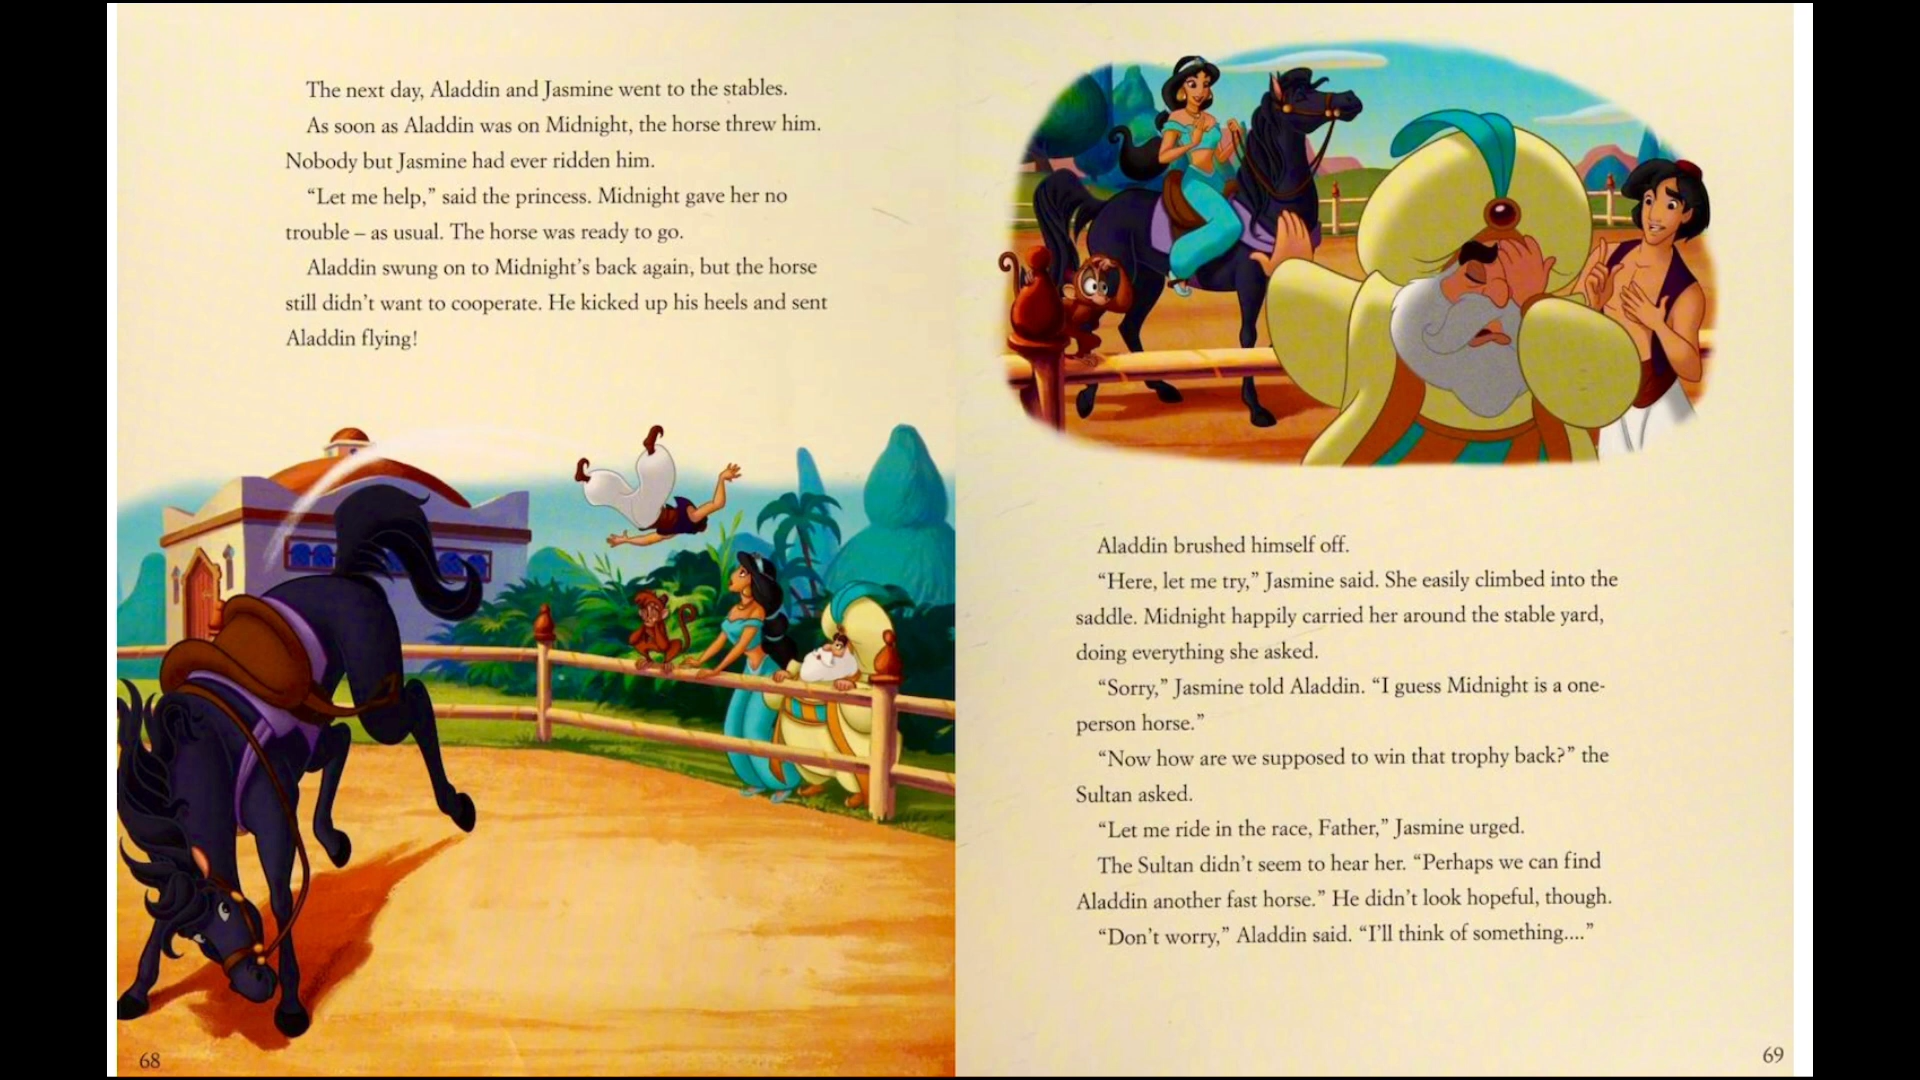 The next day, Aladdin and Jasmine went to the stables.
As soon as Aladdin was on Midnight, the horse threw him.
Nobody but Jasmine had ever ridden him.
“Let me help,” said the princess. Midnight gave her no
trouble – as usual. The horse was ready to go.
Aladdin swung on to Midnight’s back again, but the horse
still didn’t want to cooperate. He kicked up his heels and sent
Aladdin flying!
68
Aladdin brushed himself off.
“Here, let me try,” Jasmine said. She easily climbed into the
saddle. Midnight happily carried her around the stable yard,
doing everything she asked.
“Sorry,” Jasmine told Aladdin. “I guess Midnight is a one-
person horse.”
“Now how are we supposed to win that trophy back?” the
Sultan asked.
“Let me ride in the race, Father,” Jasmine urged.
The Sultan didn’t seem to hear her. “Perhaps we can find
Aladdin another fast horse.” He didn’t look hopeful, though.
“Don’t worry,” Aladdin said. “I’ll think of something....”
69